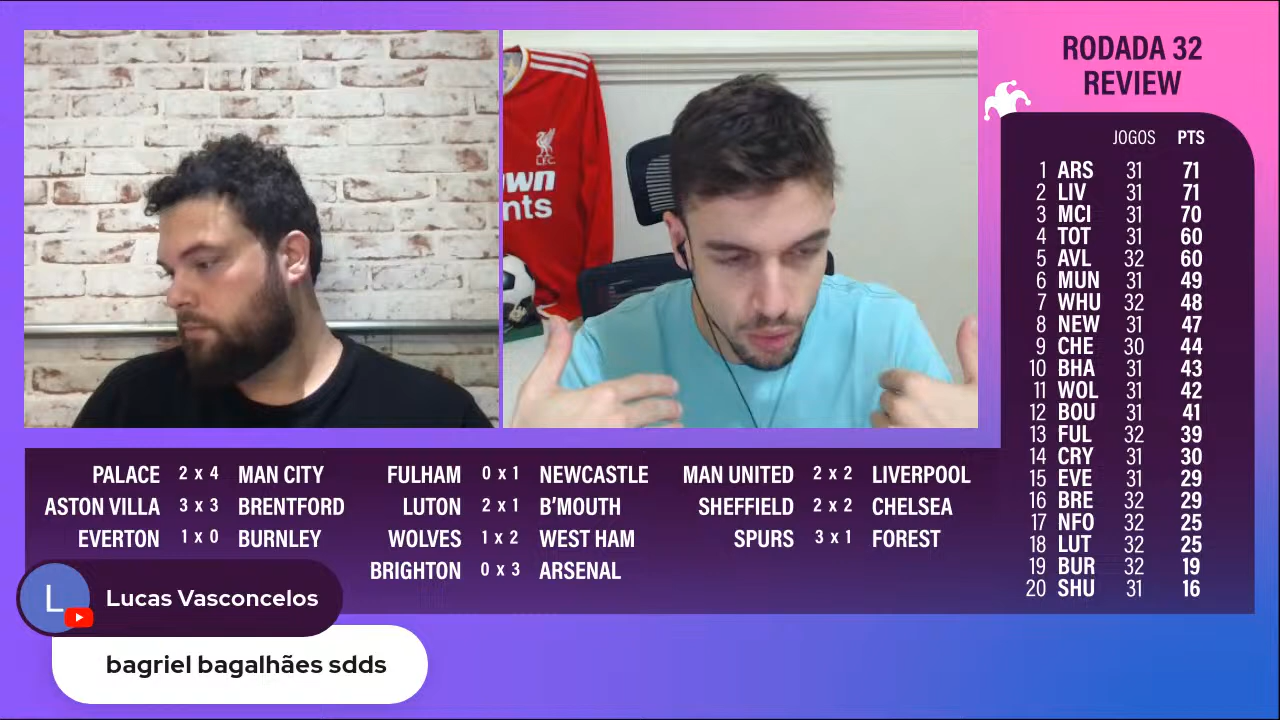 RODADA 32
REVIEW
L.F.C.
wn
nts
JOGOS PTS
1 ARS 31 71
2 LIV 31 71
3 MCI 31 70
4 TOT 31 60
5 AVL 32 60
6 MUN 31 49
7 WHU 32 48
8 NEW 31 47
9 CHE 30 44
10 BHA 31 43
11 WOL 31 42
12 BOU 31 41
13 FUL 32 39
14 CRY 31 30
15 EVE 31 29
16 BRE 32 29
17 NFO 32 25
18 LUT 32 25
19 BUR 32 19
20 SHU 31 16
PALACE 2 x 4 MAN CITY
ASTON VILLA 3 x 3 BRENTFORD
EVERTON 1 x 0 BURNLEY
FULHAM 0 x 1 NEWCASTLE
LUTON 2 x 1 B'MOUTH
WOLVES 1 x 2 WEST HAM
BRIGHTON 0 x 3 ARSENAL
MAN UNITED 2 x 2 LIVERPOOL
SHEFFIELD 2 x 2 CHELSEA
SPURS 3 x 1 FOREST
L
Lucas Vasconcelos
bagriel bagalhães sdds